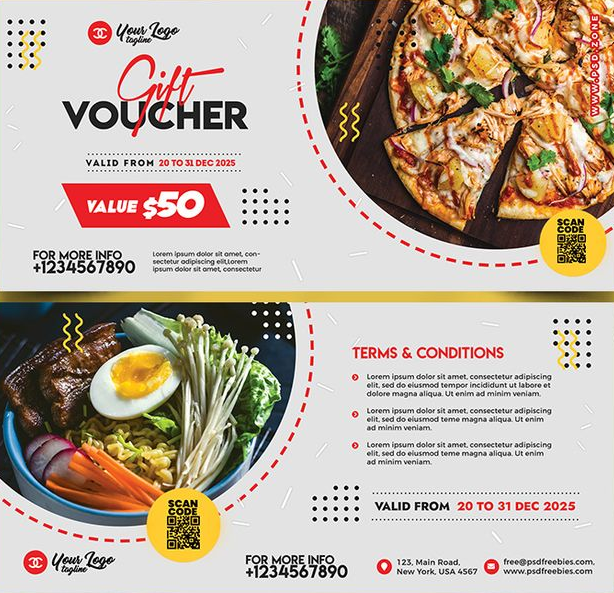 Your Logo
tagline
Gift
VOUCHER
VALID FROM 20 TO 31 DEC 2025
VALUE $50
FOR MORE INFO
+1234567890
Lorem ipsum dolor sit amet, con-
sectetur adipiscing elit,Lorem
ipsum dolor sit amet, consectetur
WWW.PSD.ZONE
SCAN
CODE
TERMS & CONDITIONS
Lorem ipsum dolor sit amet, consectetur adipiscing
elit, sed do eiusmod tempor incididunt ut labore et
dolore magna aliqua. Ut enim ad minim veniam.
Lorem ipsum dolor sit amet, consectetur adipiscing
elit, sed do eiusmod dolore magna aliqua. Ut enim
ad minim veniam.
Lorem ipsum dolor sit amet, consectetur adipiscing
elit, sed do eiusmod dolore magna aliqua. Ut enim
ad minim veniam.
VALID FROM 20 TO 31 DEC 2025
SCAN
CODE
Your Logo
tagline
FOR MORE INFO
+1234567890
123, Main Road,
New York, USA 4567
free@psdfreebies.com,
www.psdfreebies.com